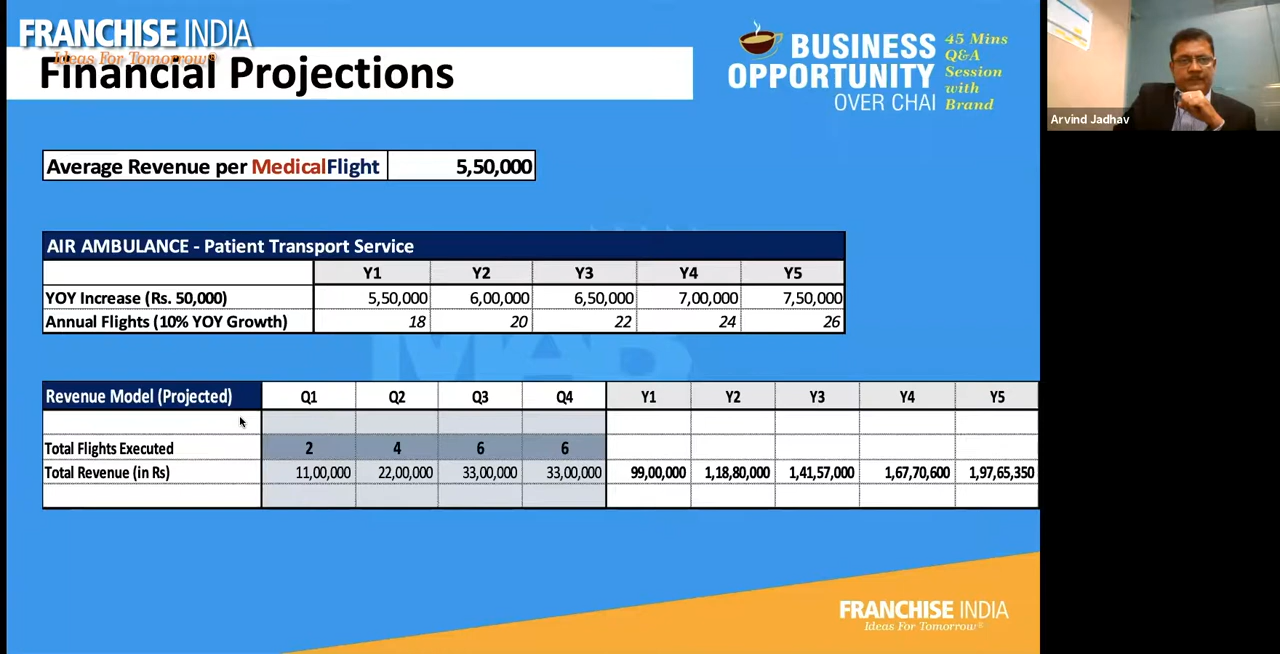 FRANCHISE INDIA
Ideas For Tomorrow®
Financial Projections
BUSINESS OPPORTUNITY OVER CHAI
45 Mins Q&A Session with Brand
Arvind Jadhav
Average Revenue per MedicalFlight 5,50,000
AIR AMBULANCE - Patient Transport Service
Y1 Y2 Y3 Y4 Y5
YOY Increase (Rs. 50,000) 5,50,000 6,00,000 6,50,000 7,00,000 7,50,000
Annual Flights (10% YOY Growth) 18 20 22 24 26
MAB
Revenue Model (Projected) Q1 Q2 Q3 Q4 Y1 Y2 Y3 Y4 Y5
Total Flights Executed 2 4 6 6
Total Revenue (in Rs) 11,00,000 22,00,000 33,00,000 33,00,000 99,00,000 1,18,80,000 1,41,57,000 1,67,70,600 1,97,65,350
FRANCHISE INDIA
Ideas For Tomorrow®